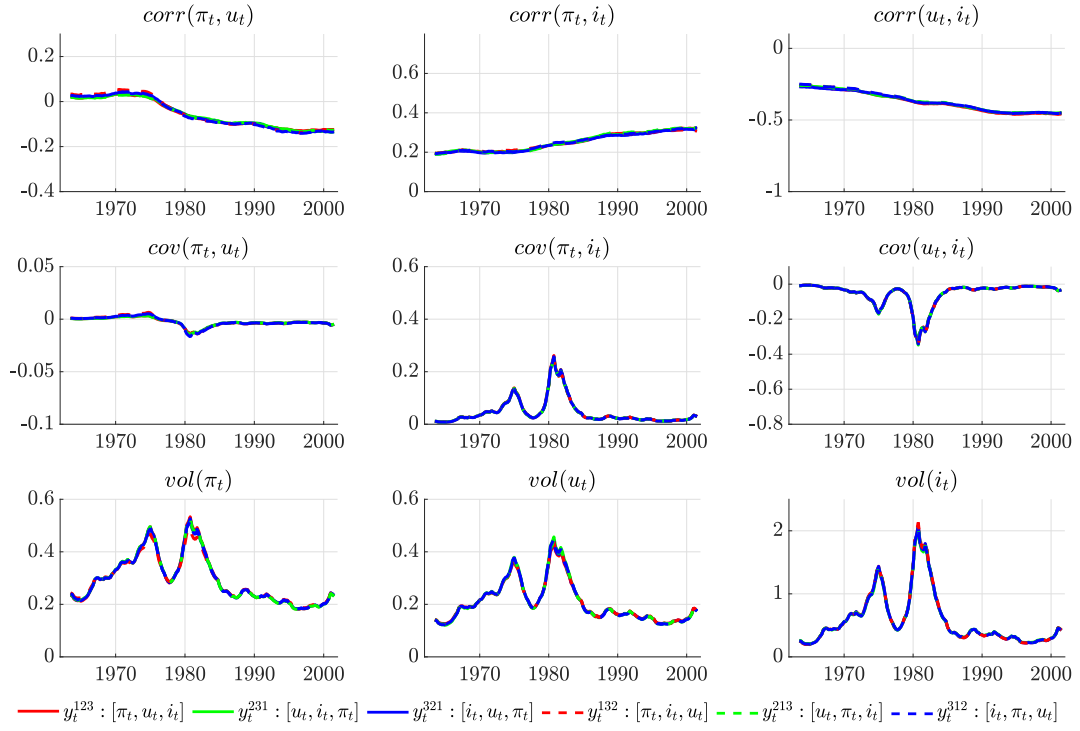 corr(π_t, u_t) corr(π_t, i_t) corr(u_t, i_t)
0.2 0.6 0
0 0.4 -0.5
-0.2 0.2
-0.4 0 -1
1970 1980 1990 2000 1970 1980 1990 2000 1970 1980 1990 2000
cov(π_t, u_t) cov(π_t, i_t) cov(u_t, i_t)
0.05 0.6 0
0 0.4 -0.2
-0.4
-0.05 0.2 -0.6
-0.1 0 -0.8
1970 1980 1990 2000 1970 1980 1990 2000 1970 1980 1990 2000
vol(π_t) vol(u_t) vol(i_t)
0.6 0.6 2
0.4 0.4
0.2 0.2 1
0 0 0
1970 1980 1990 2000 1970 1980 1990 2000 1970 1980 1990 2000
y_t^{123} : [π_t, u_t, i_t] y_t^{231} : [u_t, i_t, π_t] y_t^{321} : [i_t, u_t, π_t] y_t^{132} : [π_t, i_t, u_t] y_t^{213} : [u_t, π_t, i_t] y_t^{312} : [i_t, π_t, u_t]